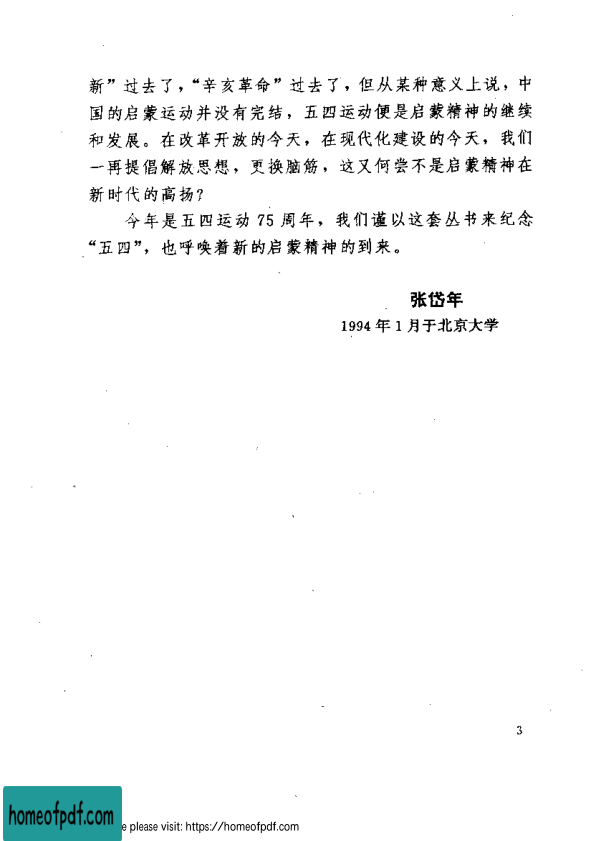 新”过去了，“辛亥革命”过去了，但从某种意义上说，中
国的启蒙运动并没有完结，五四运动便是启蒙精神的继续
和发展。在改革开放的今天，在现代化建设的今天，我们
一再提倡解放思想，更换脑筋，这又何尝不是启蒙精神在
新时代的高扬？
今年是五四运动 75 周年，我们谨以这套丛书来纪念
“五四”，也呼唤着新的启蒙精神的到来。
张岱年
1994 年 1 月于北京大学
3
homeofpdf.com
e please visit: https://homeofpdf.com